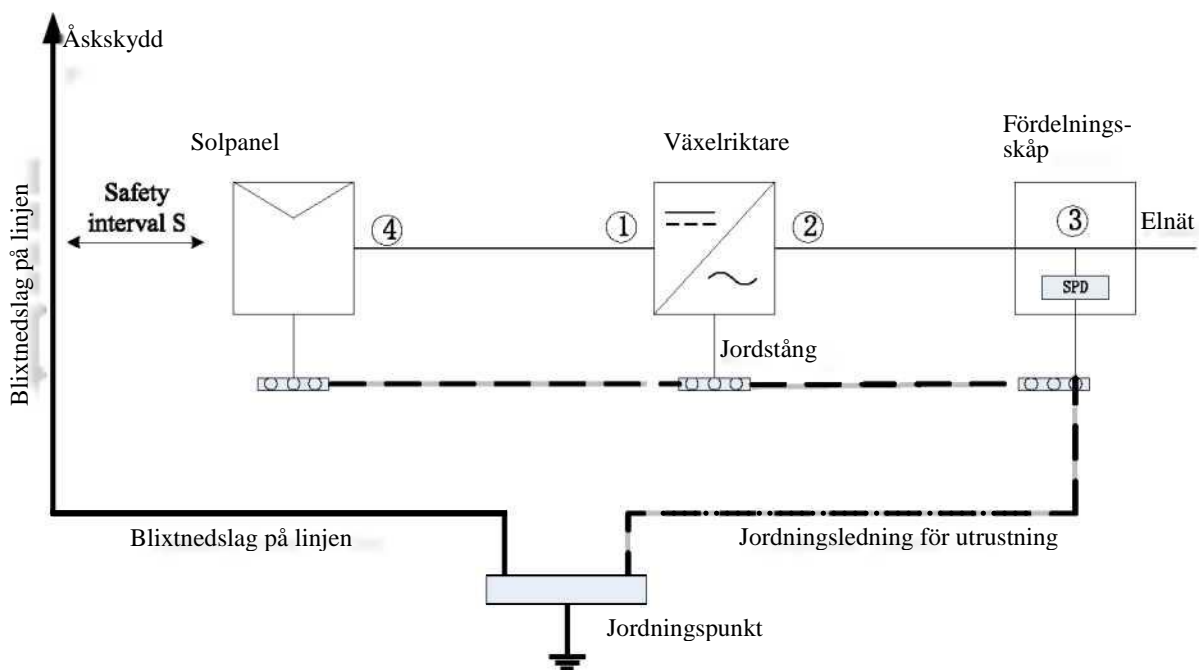 Åskskydd
Solpanel
Växelriktare
Fördelnings-
skåp
Blixtnedslag på linjen
Safety
interval S
④
①
②
③
Elnät
SPD
Jordstång
Blixtnedslag på linjen
Jordningsledning för utrustning
Jordningspunkt